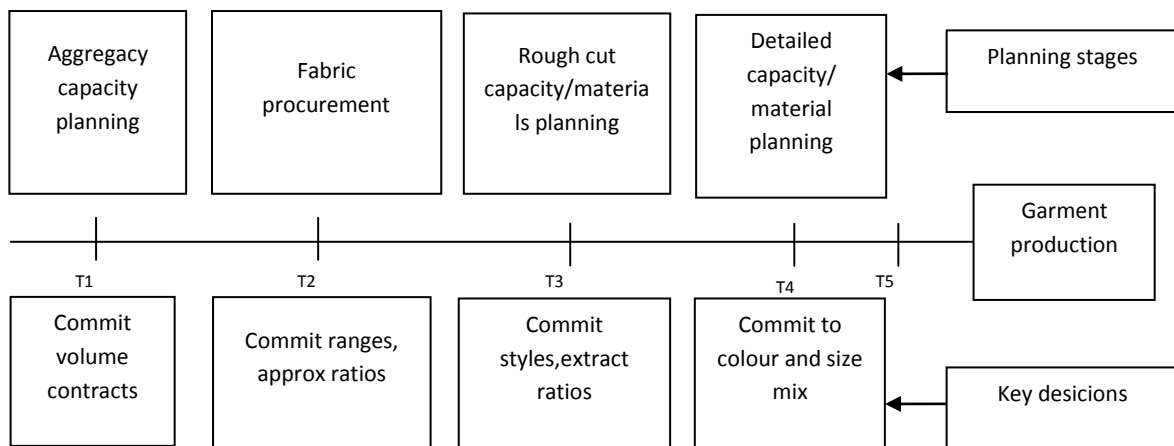 Aggregacy
capacity
planning
Fabric
procurement
Rough cut
capacity/materia
ls planning
Detailed
capacity/
material
planning
Planning stages
Garment
production
T1
T2
T3
T4
T5
Commit
volume
contracts
Commit ranges,
approx ratios
Commit
styles,extract
ratios
Commit to
colour and size
mix
Key desicions